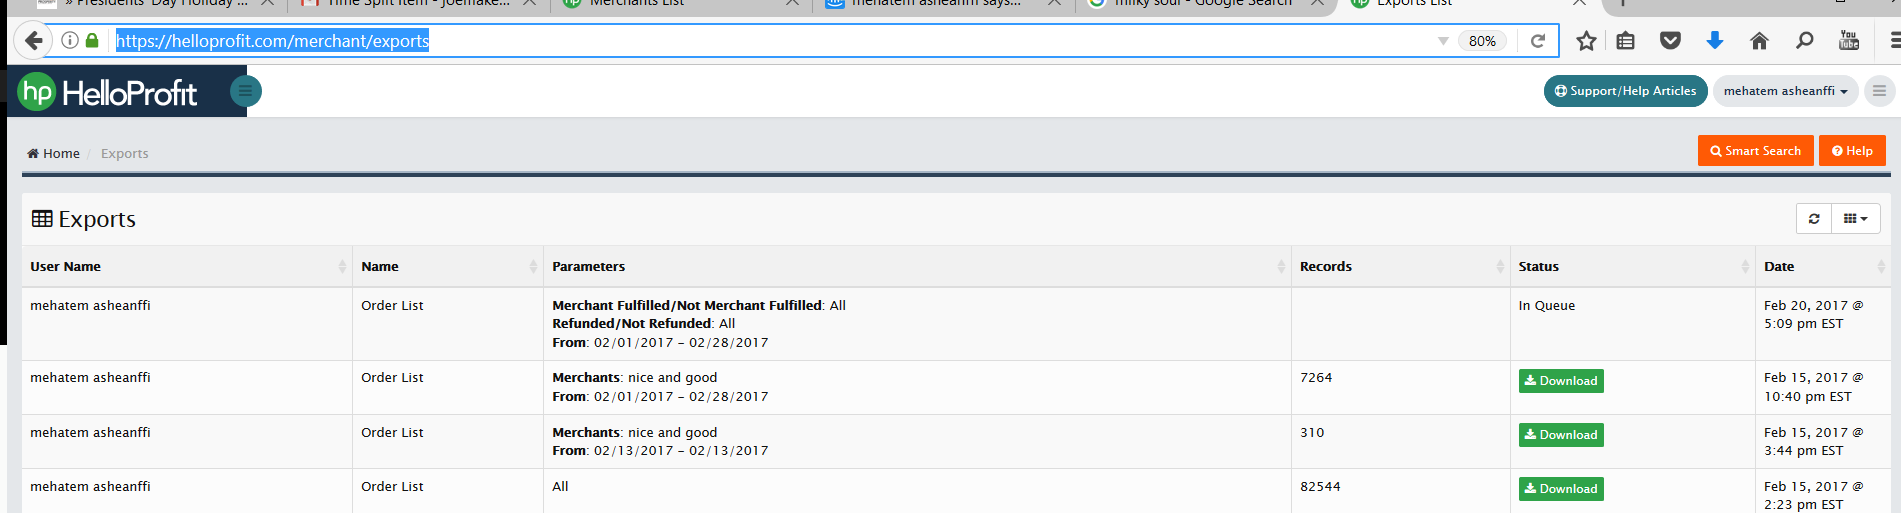 » Presidents' Day Holiday ...
Time Split Item - Joemake...
Merchants List
mehatem asheanffi says...
milky soul - Google Search
Exports List
https://helloprofit.com/merchant/exports
80%
You
Tube
hp HelloProfit
Support/Help Articles
mehatem asheanffi
Home / Exports
Smart Search
Help
Exports
User Name Name Parameters Records Status Date
mehatem asheanffi Order List Merchant Fulfilled/Not Merchant Fulfilled: All In Queue Feb 20, 2017 @
Refunded/Not Refunded: All 5:09 pm EST
From: 02/01/2017 - 02/28/2017
mehatem asheanffi Order List Merchants: nice and good 7264 Download Feb 15, 2017 @
From: 02/01/2017 - 02/28/2017 10:40 pm EST
mehatem asheanffi Order List Merchants: nice and good 310 Download Feb 15, 2017 @
From: 02/13/2017 - 02/13/2017 3:44 pm EST
mehatem asheanffi Order List All 82544 Download Feb 15, 2017 @
2:23 pm EST